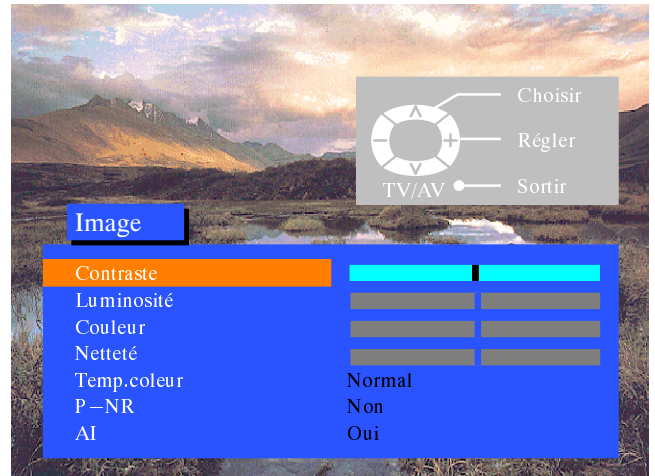 Choisir
Régler
TV/AV Sortir
Image
Contraste
Luminosité
Couleur
Netteté
Temp.coleur Normal
P–NR Non
AI Oui